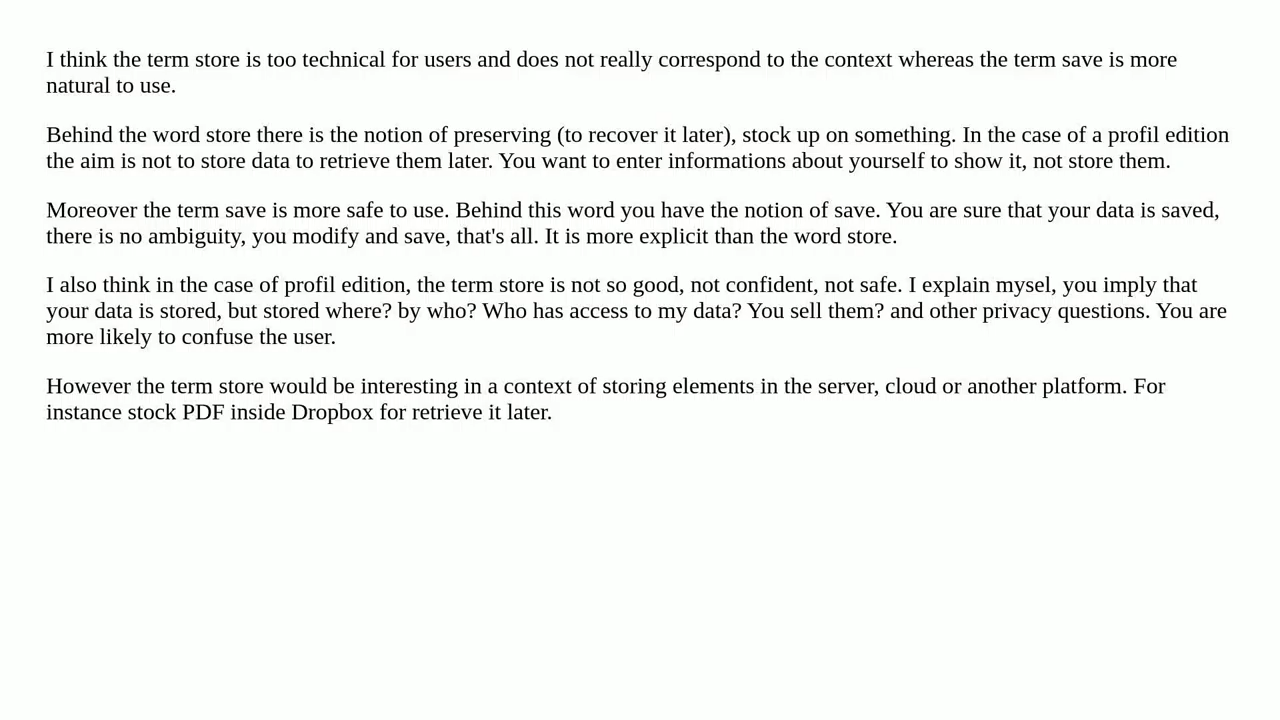 I think the term store is too technical for users and does not really correspond to the context whereas the term save is more
natural to use.
Behind the word store there is the notion of preserving (to recover it later), stock up on something. In the case of a profil edition
the aim is not to store data to retrieve them later. You want to enter informations about yourself to show it, not store them.
Moreover the term save is more safe to use. Behind this word you have the notion of save. You are sure that your data is saved,
there is no ambiguity, you modify and save, that's all. It is more explicit than the word store.
I also think in the case of profil edition, the term store is not so good, not confident, not safe. I explain mysel, you imply that
your data is stored, but stored where? by who? Who has access to my data? You sell them? and other privacy questions. You are
more likely to confuse the user.
However the term store would be interesting in a context of storing elements in the server, cloud or another platform. For
instance stock PDF inside Dropbox for retrieve it later.